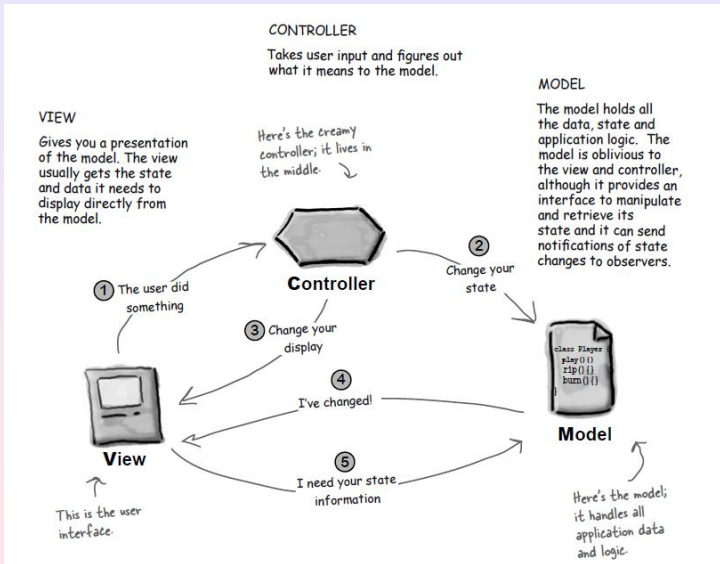 CONTROLLER
Takes user input and figures out
what it means to the model.
MODEL
The model holds all
the data, state and
application logic. The
model is oblivious to
the view and controller,
although it provides an
interface to manipulate
and retrieve its
state and it can send
notifications of state
changes to observers.
VIEW
Gives you a presentation
of the model. The view
usually gets the state
and data it needs to
display directly from
the model.
Here's the creamy
controller; it lives in
the middle.
Controller
1 The user did
something
2
Change your
state
3 Change your
display
4
I've changed!
5
I need your state
information
class Player {
play(){}
rip(){}
burn(){}
}
Model
View
This is the user
interface.
Here's the model;
it handles all
application data
and logic.